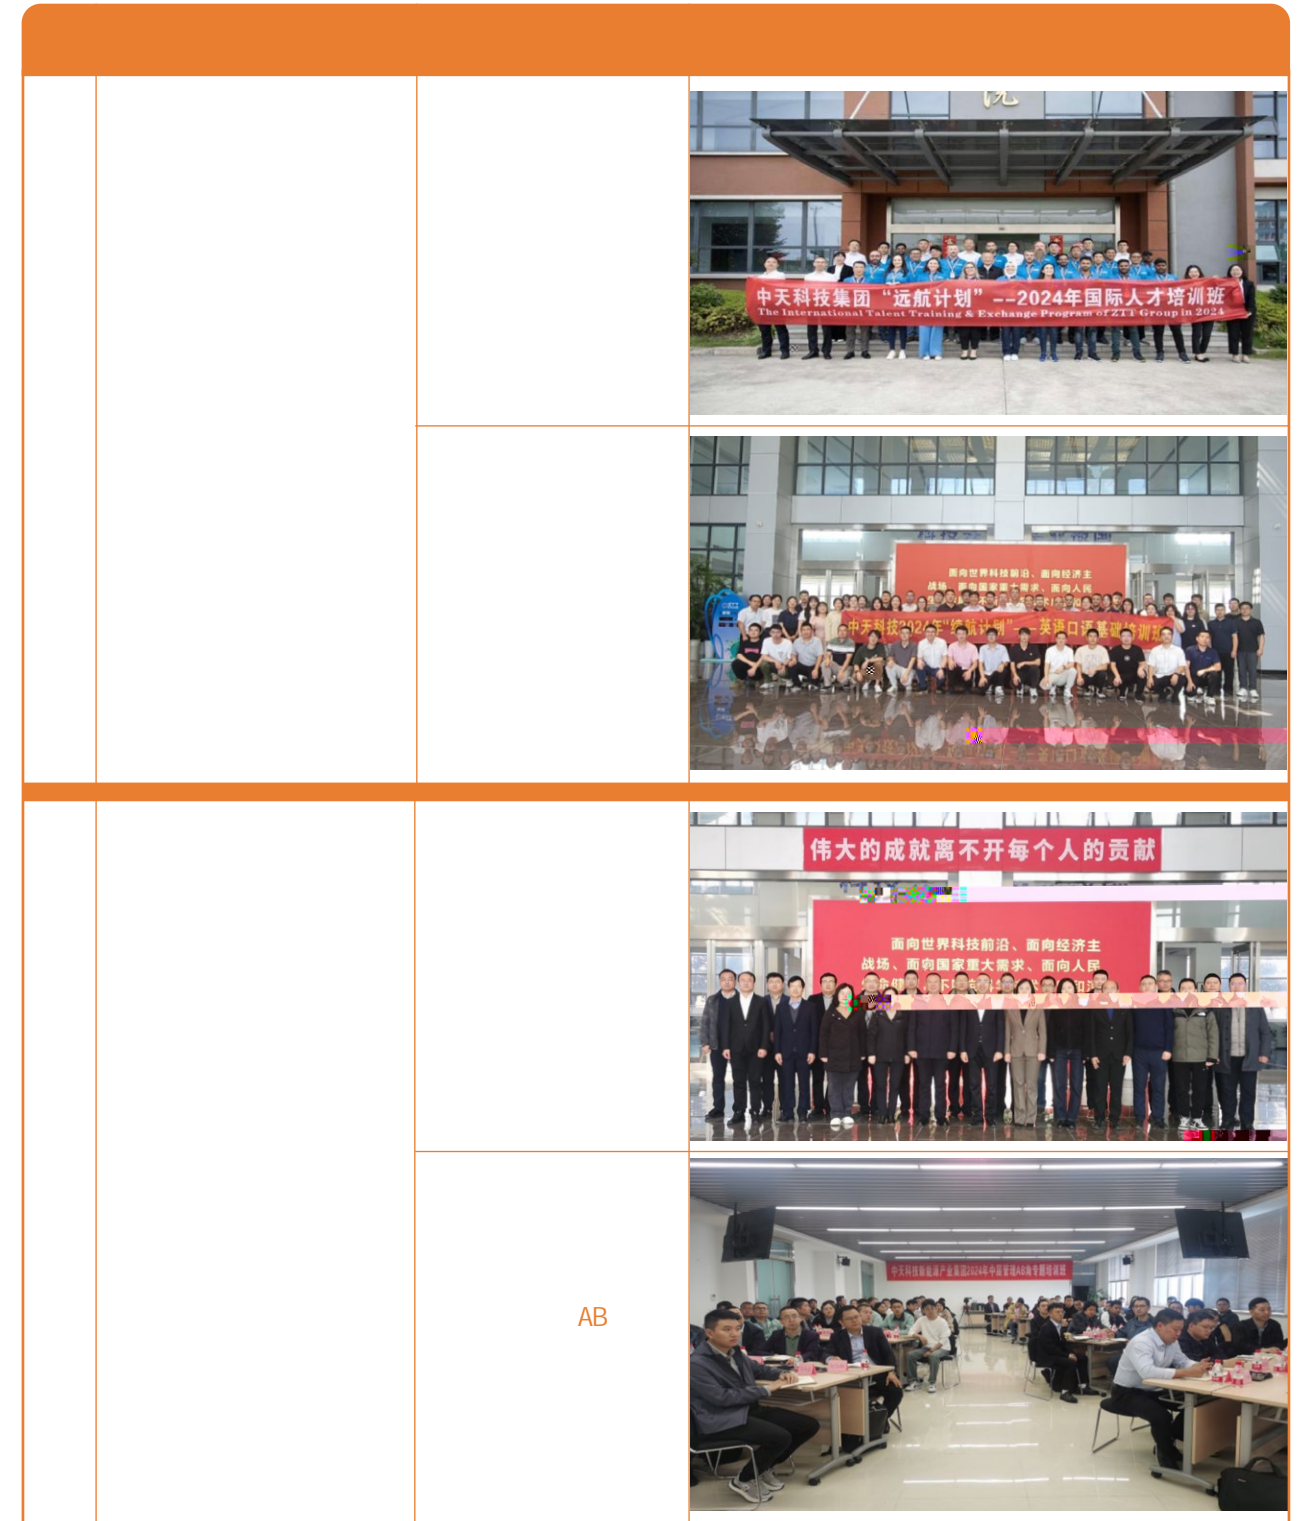 院
中天科技集团“远航计划”--2024年国际人才培训班
The International Talent Training & Exchange Program of ZTT Group in 2024
面向世界科技前沿、面向经济主
战场、面向国家重大需求、面向人民
中天科技2024年“续航计划”——英语口语基础培训班
伟大的成就离不开每个人的贡献
面向世界科技前沿、面向经济主
战场、面向国家重大需求、面向人民
AB
中天科技新能源产业集团2024年中层管理AB角专题培训班